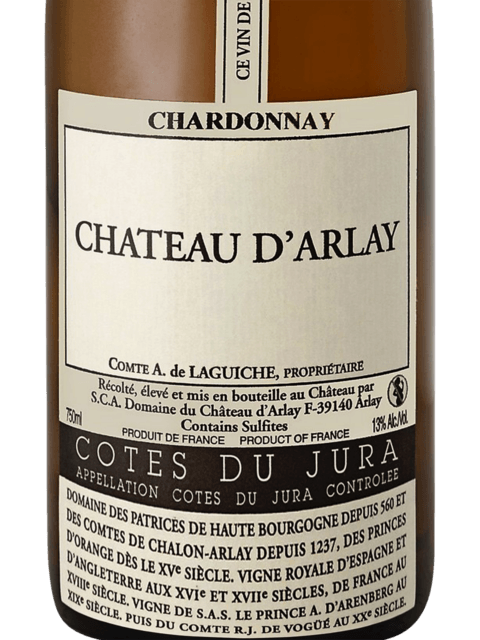 CE VIN DE
CHARDONNAY
CHATEAU D'ARLAY
COMTE A. de LAGUICHE, PROPRIÉTAIRE
Récolté, élevé et mis en bouteille au Château par
S.C.A. Domaine du Château d'Arlay F-39140 Arlay
750ml Contains Sulfites 13% Alc./Vol.
PRODUIT DE FRANCE PRODUCT OF FRANCE
COTES DU JURA
APPELLATION COTES DU JURA CONTROLEE
DOMAINE DES PATRICES DE HAUTE BOURGOGNE DEPUIS 560 ET
DES COMTES DE CHALON-ARLAY DEPUIS 1237, DES PRINCES
D'ORANGE DÈS LE XVe SIÈCLE. VIGNE ROYALE D'ESPAGNE ET
D'ANGLETERRE AUX XVIe ET XVIIe SIÈCLES, DE FRANCE AU
XVIIIe SIÈCLE. VIGNE DE S.A.S. LE PRINCE A. D'ARENBERG AU
XIXe SIÈCLE. PUIS DU COMTE R.J. DE VOGÜÉ AU XXe SIÈCLE.